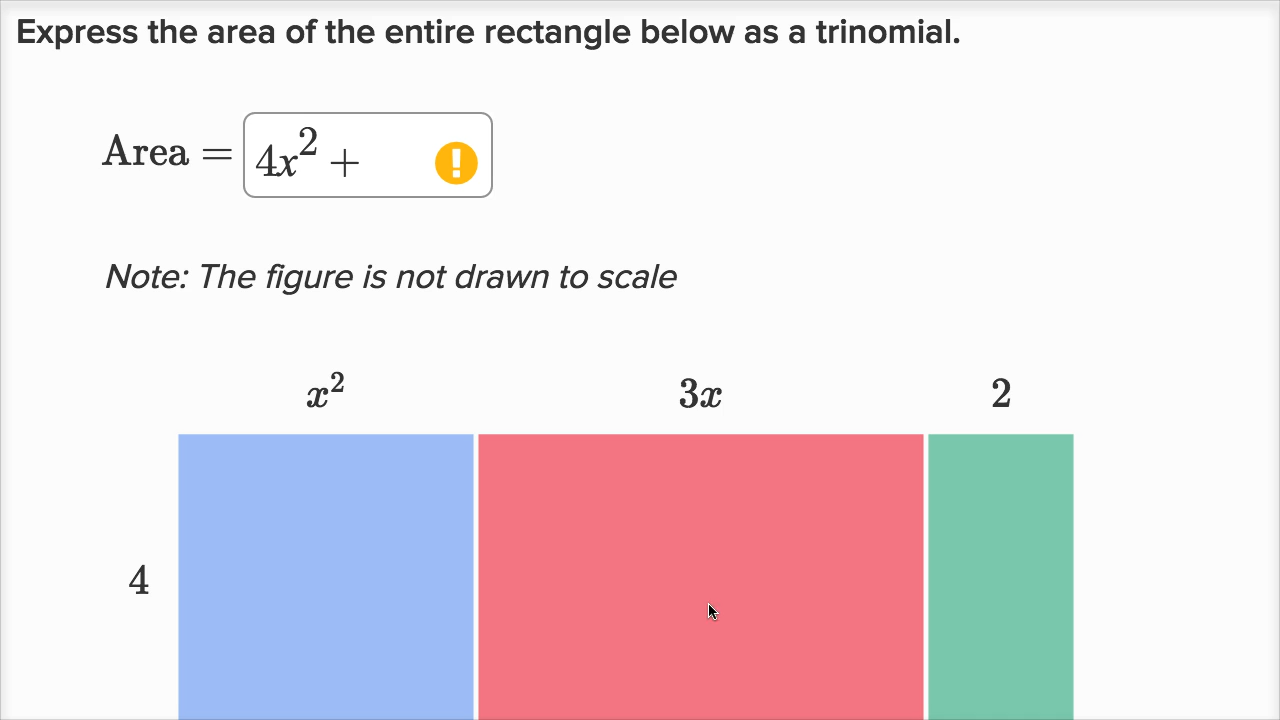 Express the area of the entire rectangle below as a trinomial.
Area = 4x² +
!
Note: The figure is not drawn to scale
x² 3x 2
4